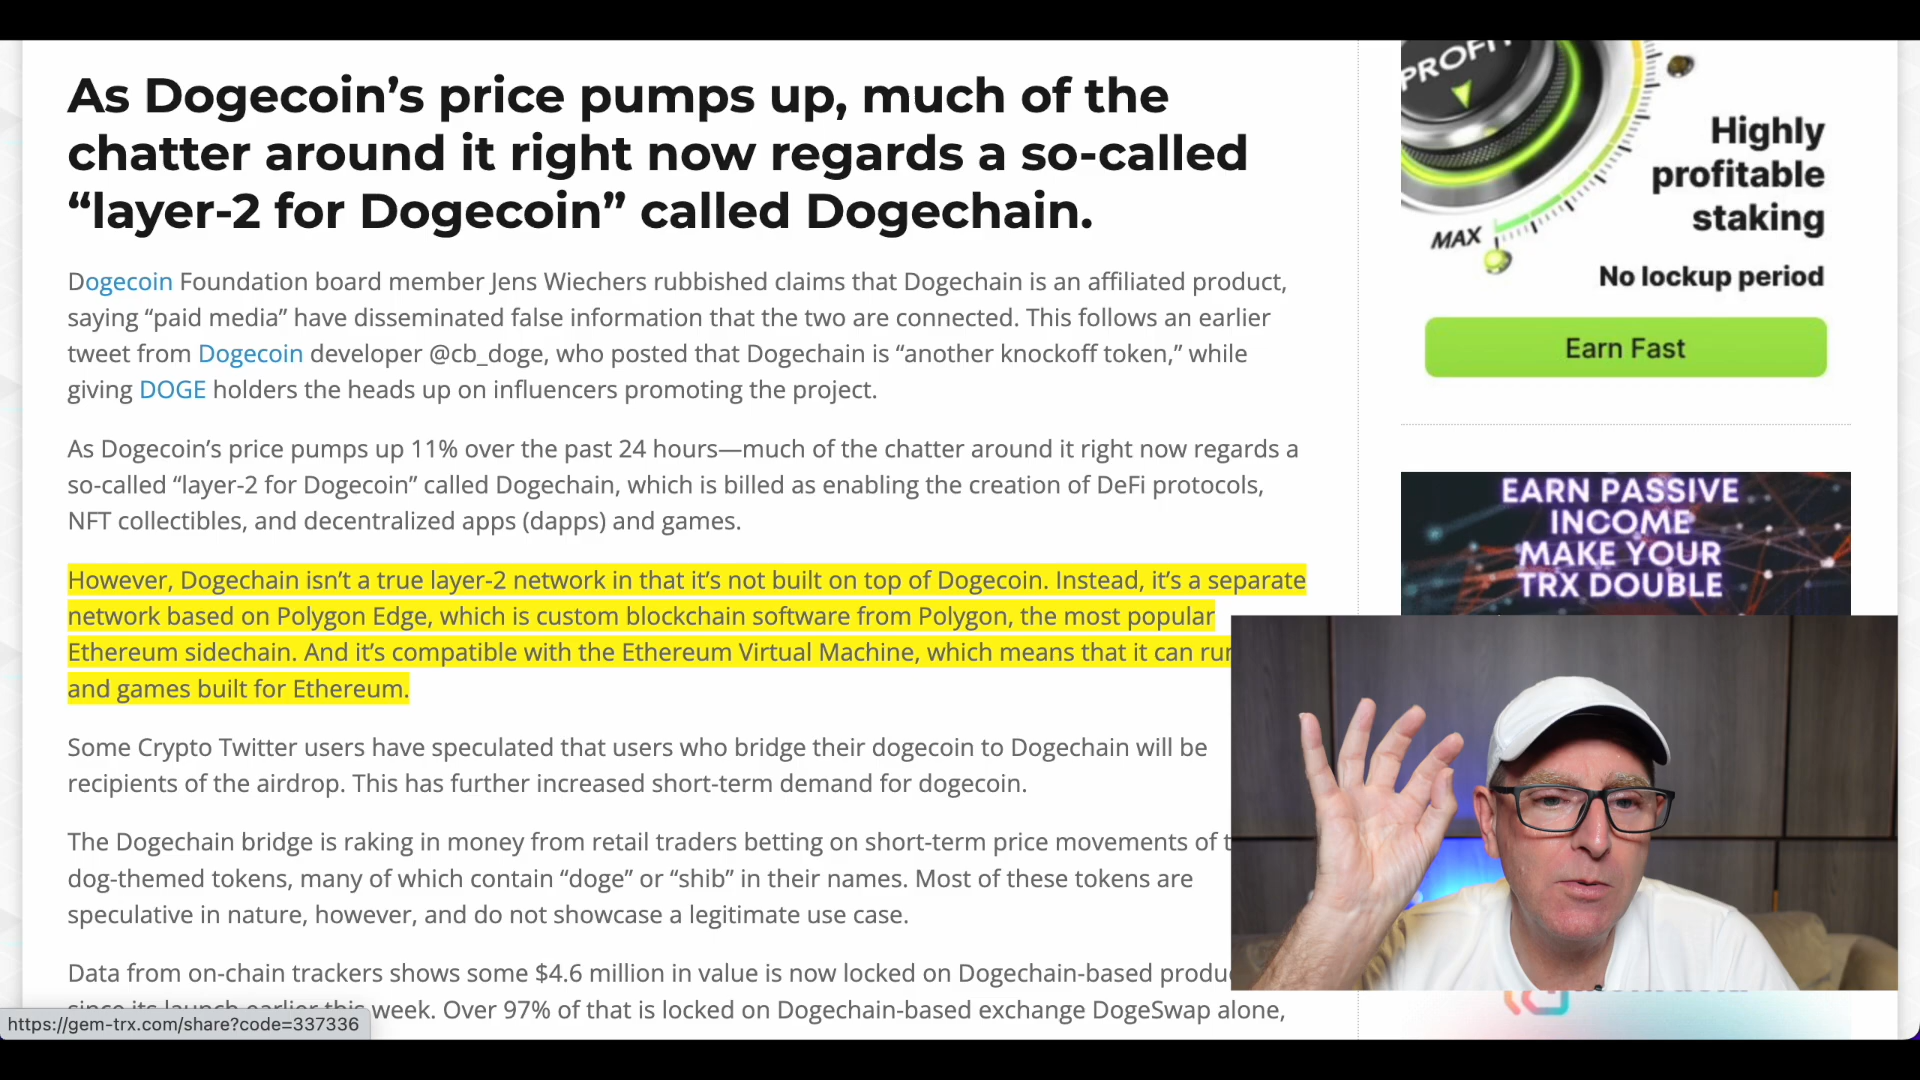 As Dogecoin’s price pumps up, much of the
chatter around it right now regards a so-called
“layer-2 for Dogecoin” called Dogechain.
Dogecoin Foundation board member Jens Wiechers rubbished claims that Dogechain is an affiliated product,
saying “paid media” have disseminated false information that the two are connected. This follows an earlier
tweet from Dogecoin developer @cb_doge, who posted that Dogechain is “another knockoff token,” while
giving DOGE holders the heads up on influencers promoting the project.
As Dogecoin’s price pumps up 11% over the past 24 hours—much of the chatter around it right now regards a
so-called “layer-2 for Dogecoin” called Dogechain, which is billed as enabling the creation of DeFi protocols,
NFT collectibles, and decentralized apps (dapps) and games.
However, Dogechain isn’t a true layer-2 network in that it’s not built on top of Dogecoin. Instead, it’s a separate
network based on Polygon Edge, which is custom blockchain software from Polygon, the most popular
Ethereum sidechain. And it’s compatible with the Ethereum Virtual Machine, which means that it can run
and games built for Ethereum.
Some Crypto Twitter users have speculated that users who bridge their dogecoin to Dogechain will be
recipients of the airdrop. This has further increased short-term demand for dogecoin.
The Dogechain bridge is raking in money from retail traders betting on short-term price movements of
dog-themed tokens, many of which contain “doge” or “shib” in their names. Most of these tokens are
speculative in nature, however, and do not showcase a legitimate use case.
Data from on-chain trackers shows some $4.6 million in value is now locked on Dogechain-based
since its launch earlier this week. Over 97% of that is locked on Dogechain-based exchange DogeSwap alone,
https://gem-trx.com/share?code=337336
PROFIT
MAX
Highly
profitable
staking
No lockup period
Earn Fast
EARN PASSIVE
INCOME
MAKE YOUR
TRX DOUBLE